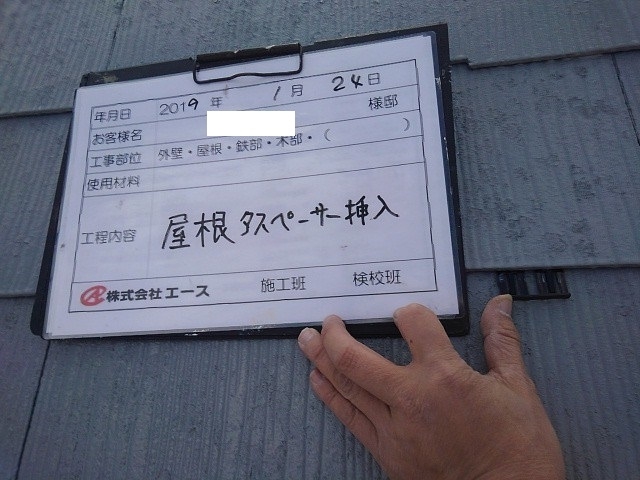 年月日 2019 年 1 月 24 日
お客様名 様邸
工事部位 外壁・屋根・鉄部・木部・( )
使用材料
工程内容 屋根タスペーサー挿入
株式会社エース 施工班 検校班